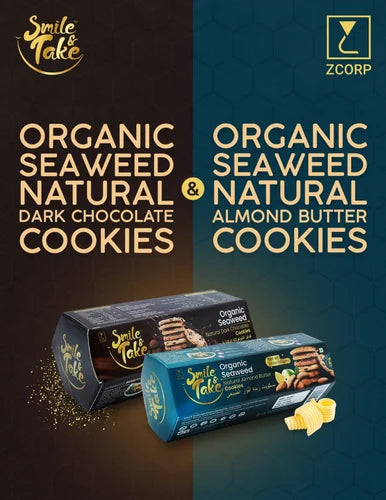 Smile & Take
ZCORP
ORGANIC
SEAWEED
NATURAL
DARK CHOCOLATE
COOKIES
&
ORGANIC
SEAWEED
NATURAL
ALMOND BUTTER
COOKIES
Smile & Take
Organic
Seaweed
Natural Dark Chocolate
Cookies
Smile & Take
Organic
Seaweed
Natural Almond Butter
Cookies